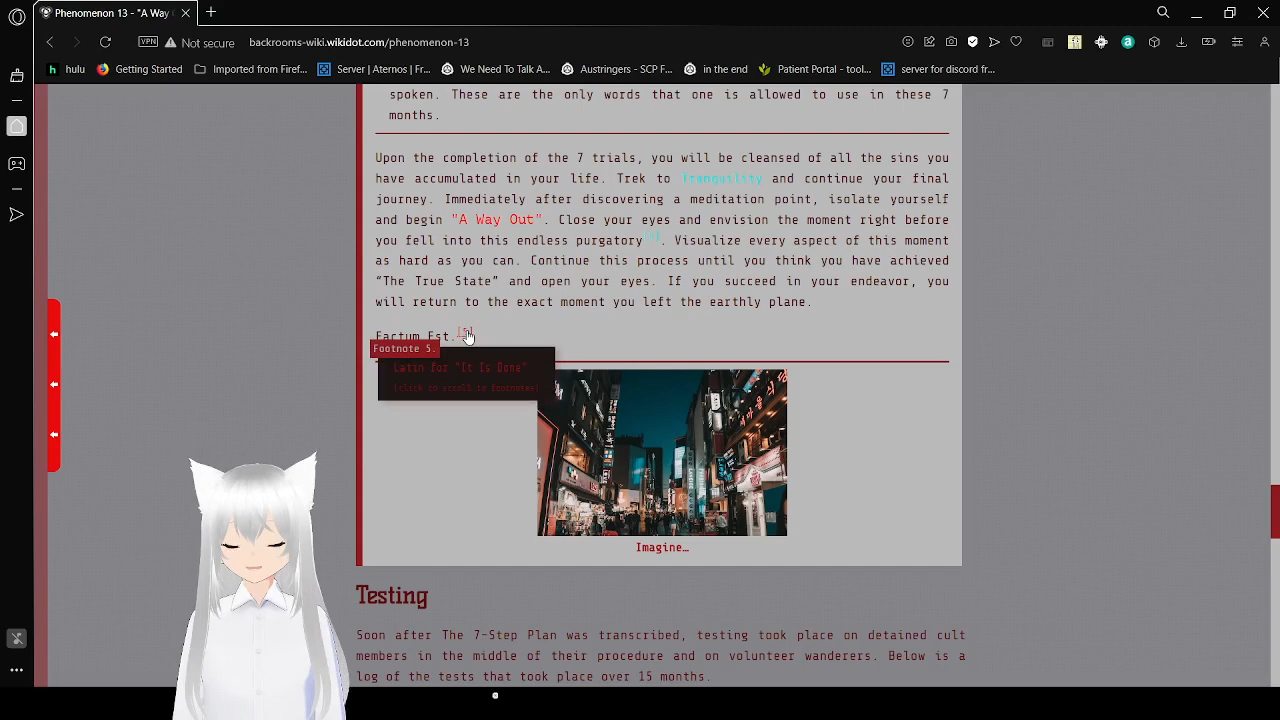 Phenomenon 13 - "A Way
VPN Not secure backrooms-wiki.wikidot.com/phenomenon-13
hulu Getting Started Imported from Firef... Server | Aternos | Fr... We Need To Talk A... Austringers - SCP F... in the end Patient Portal - tool... server for discord fr...
spoken. These are the only words that one is allowed to use in these 7
months.
Upon the completion of the 7 trials, you will be cleansed of all the sins you
have accumulated in your life. Trek to Tranquility and continue your final
journey. Immediately after discovering a meditation point, isolate yourself
and begin "A Way Out". Close your eyes and envision the moment right before
you fell into this endless purgatory[4]. Visualize every aspect of this moment
as hard as you can. Continue this process until you think you have achieved
“The True State” and open your eyes. If you succeed in your endeavor, you
will return to the exact moment you left the earthly plane.
Factum Est.[5]
Footnote 5.
Latin for "It Is Done"
(click to scroll to footnotes)
Imagine…
Testing
Soon after The 7-Step Plan was transcribed, testing took place on detained cult
members in the middle of their procedure and on volunteer wanderers. Below is a
log of the tests that took place over 15 months.